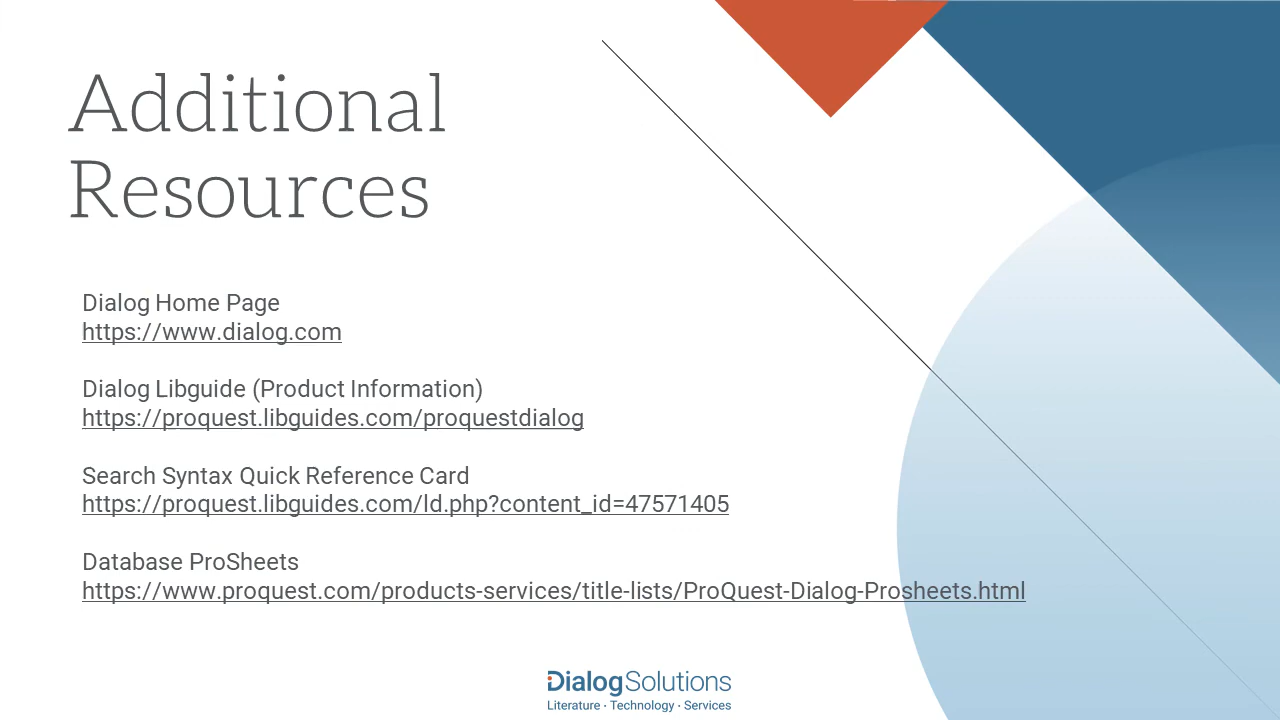 Additional
Resources
Dialog Home Page
https://www.dialog.com
Dialog Libguide (Product Information)
https://proquest.libguides.com/proquestdialog
Search Syntax Quick Reference Card
https://proquest.libguides.com/ld.php?content_id=47571405
Database ProSheets
https://www.proquest.com/products-services/title-lists/ProQuest-Dialog-Prosheets.html
DialogSolutions
Literature · Technology · Services